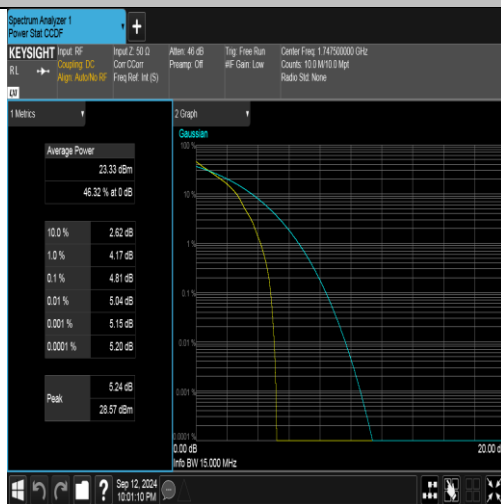 Spectrum Analyzer 1
Power Stat CCDF
KEYSIGHT
RL
LXI
Input: RF
Coupling: DC
Align: Auto/No RF
Input Z: 50 Ω
Corr CCorr
Freq Ref: Int (S)
Atten: 46 dB
Preamp: Off
Trig: Free Run
#IF Gain: Low
Center Freq: 1.747500000 GHz
Counts: 10.0 M/10.0 Mpt
Radio Std: None
1 Metrics
Average Power
23.33 dBm
46.32 % at 0 dB
10.0 % 2.62 dB
1.0 % 4.17 dB
0.1 % 4.81 dB
0.01 % 5.04 dB
0.001 % 5.15 dB
0.0001 % 5.20 dB
Peak
5.24 dB
28.57 dBm
2 Graph
Gaussian
100 %
10 %
1 %
0.1 %
0.01 %
0.001 %
0.0001 %
0.00 dB
20.00 d
Info BW 15.000 MHz
?
Sep 12, 2024
10:01:10 PM